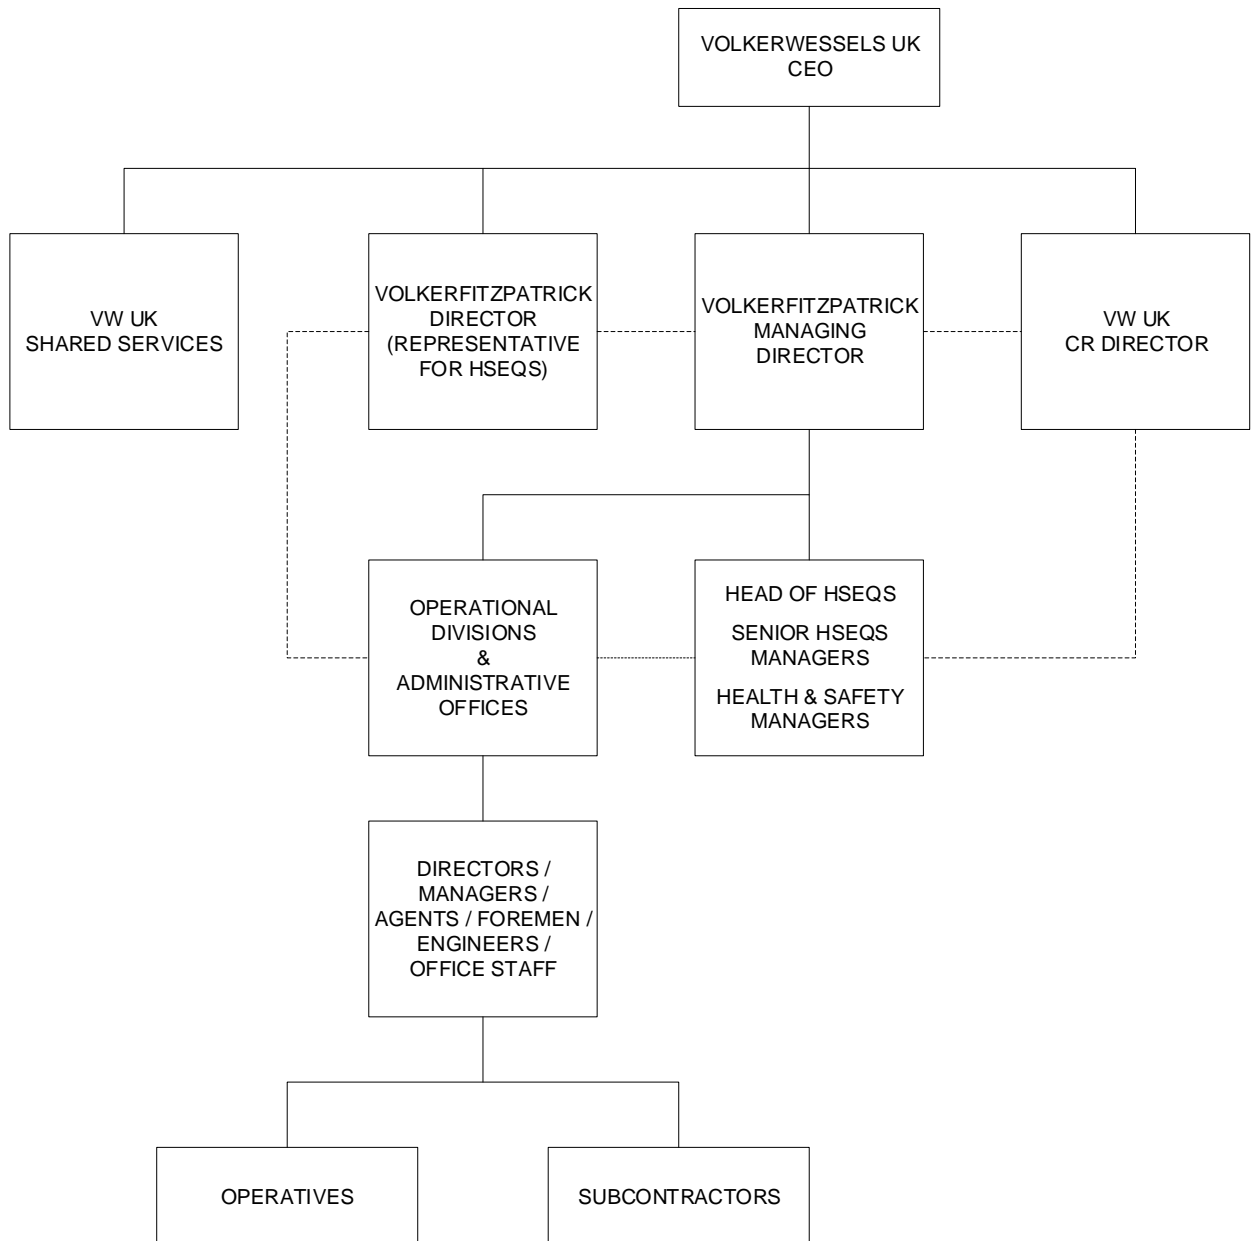 VOLKERWESSELS UK
CEO
VW UK
SHARED SERVICES
VOLKERFITZPATRICK
DIRECTOR
(REPRESENTATIVE
FOR HSEQS)
VOLKERFITZPATRICK
MANAGING
DIRECTOR
VW UK
CR DIRECTOR
OPERATIONAL
DIVISIONS
&
ADMINISTRATIVE
OFFICES
HEAD OF HSEQS
SENIOR HSEQS
MANAGERS
HEALTH & SAFETY
MANAGERS
DIRECTORS /
MANAGERS /
AGENTS / FOREMEN /
ENGINEERS /
OFFICE STAFF
OPERATIVES
SUBCONTRACTORS